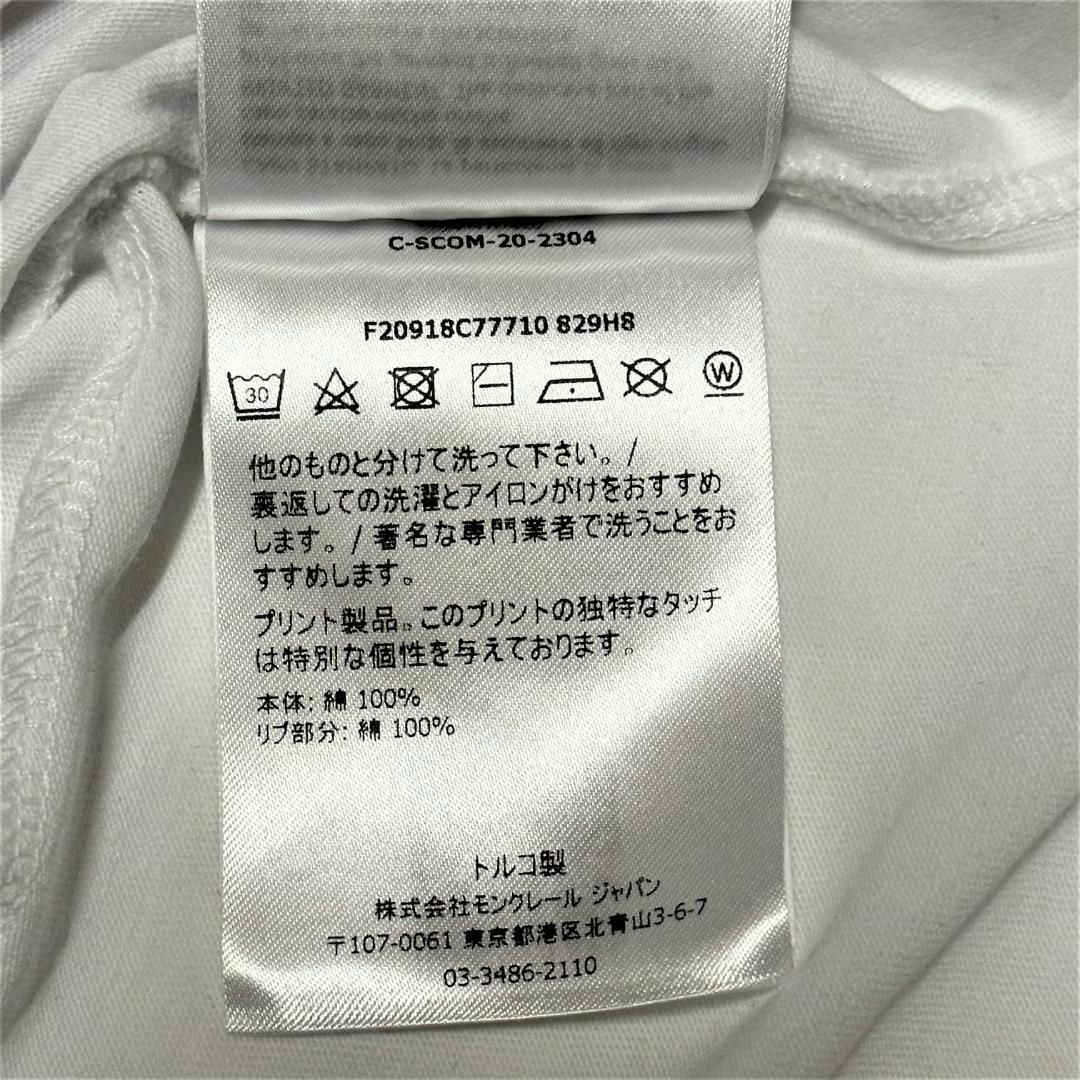 C-SCOM-20-2304
F20918C77710 829H8
30
W
他のものと分けて洗って下さい。/
裏返しての洗濯とアイロンがけをおすすめ
します。/ 著名な専門業者で洗うことをお
すすめします。
プリント製品。このプリントの独特なタッチ
は特別な個性を与えております。
本体: 綿 100%
リブ部分: 綿 100%
トルコ製
株式会社モンクレール ジャパン
〒107-0061 東京都港区北青山3-6-7
03-3486-2110